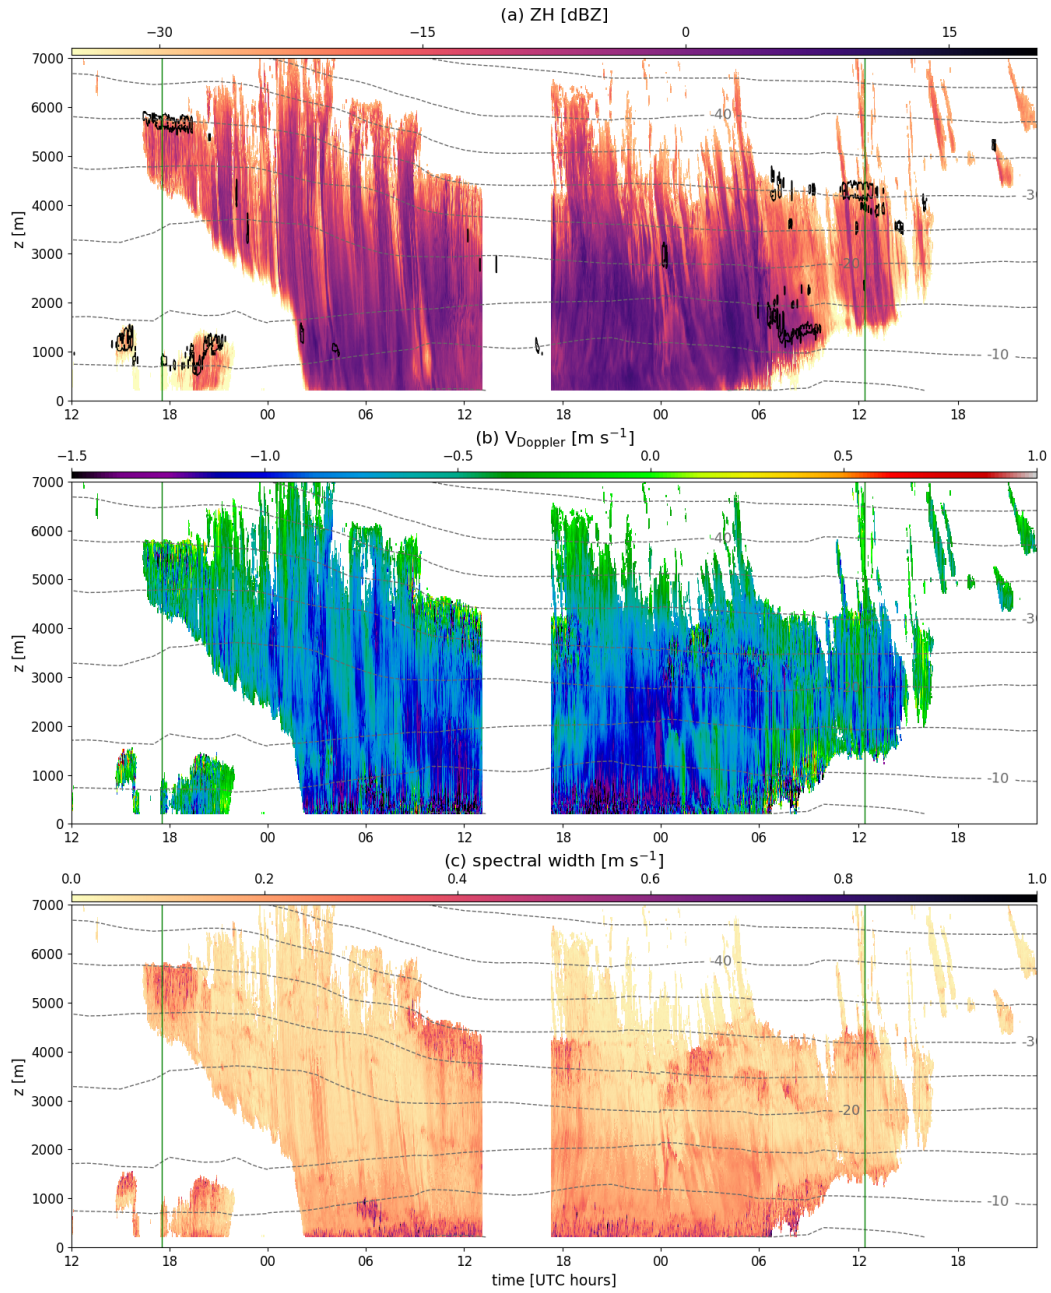 (a) ZH [dBZ]
−30 −15 0 15
7000
6000
5000
4000
3000
2000
1000
0
z [m]
-40
-30
-20
-10
12 18 00 06 12 18 00 06 12 18
(b) V_Doppler [m s⁻¹]
−1.5 −1.0 −0.5 0.0 0.5 1.0
7000
6000
5000
4000
3000
2000
1000
0
z [m]
-40
-30
-20
-10
12 18 00 06 12 18 00 06 12 18
(c) spectral width [m s⁻¹]
0.0 0.2 0.4 0.6 0.8 1.0
7000
6000
5000
4000
3000
2000
1000
0
z [m]
-40
-30
-20
-10
12 18 00 06 12 18 00 06 12 18
time [UTC hours]